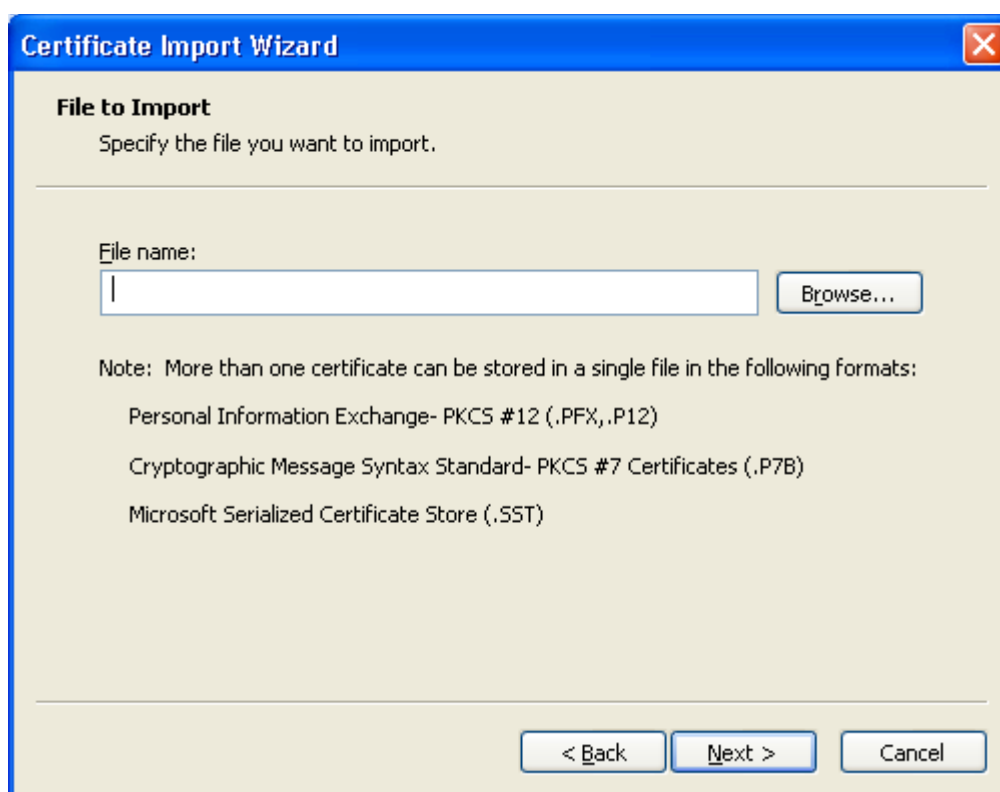 Certificate Import Wizard
File to Import
Specify the file you want to import.
File name:
Browse...
Note: More than one certificate can be stored in a single file in the following formats:
Personal Information Exchange- PKCS #12 (.PFX,.P12)
Cryptographic Message Syntax Standard- PKCS #7 Certificates (.P7B)
Microsoft Serialized Certificate Store (.SST)
< Back Next > Cancel